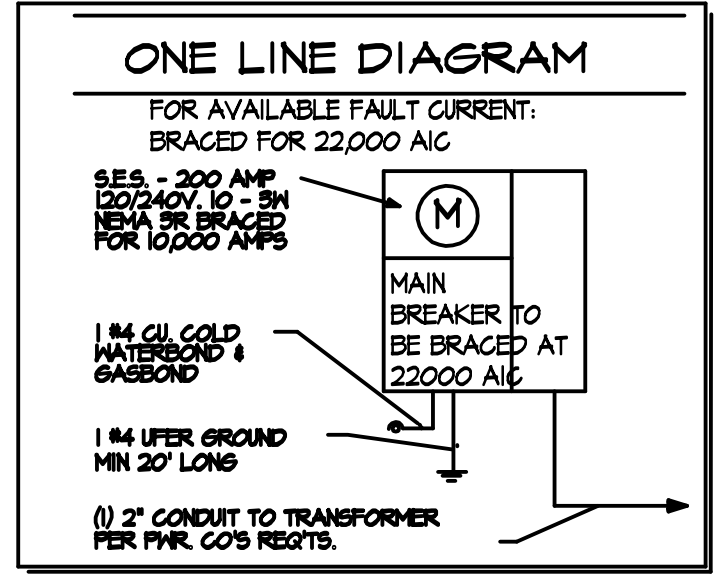 ONE LINE DIAGRAM
FOR AVAILABLE FAULT CURRENT:
BRACED FOR 22,000 AIC
S.E.S. - 200 AMP
120/240V. 10 - 3W
NEMA 3R BRACED
FOR 10,000 AMPS
M
MAIN
BREAKER TO
BE BRACED AT
22000 AIC
1 #4 CU. COLD
WATERBOND &
GASBOND
1 #4 UFER GROUND
MIN 20' LONG
(1) 2" CONDUIT TO TRANSFORMER
PER PWR. CO'S REQ'TS.